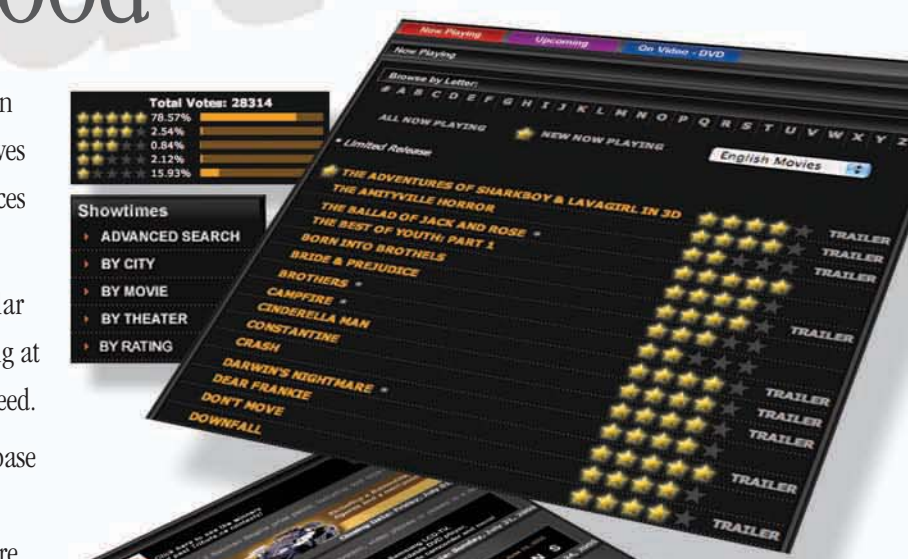 ood
n
ves
ces
lar
g at
eed.
base
re
Total Votes: 28314
78.57%
2.54%
0.84%
2.12%
15.93%
Showtimes
ADVANCED SEARCH
BY CITY
BY MOVIE
BY THEATER
BY RATING
Now Playing
Upcoming
On Video - DVD
Now Playing
Browse by Letter:
# A B C D E F G H I J K L M N O P Q R S T U V W X Y Z
ALL NOW PLAYING
NEW NOW PLAYING
* Limited Release
English Movies
THE ADVENTURES OF SHARKBOY & LAVAGIRL IN 3D TRAILER
THE AMITYVILLE HORROR TRAILER
THE BALLAD OF JACK AND ROSE * TRAILER
THE BEST OF YOUTH: PART 1
BORN INTO BROTHELS
BRIDE & PREJUDICE TRAILER
BROTHERS *
CAMPFIRE *
CINDERELLA MAN TRAILER
CONSTANTINE TRAILER
CRASH TRAILER
DARWIN'S NIGHTMARE *
DEAR FRANKIE TRAILER
DON'T MOVE
DOWNFALL TRAILER